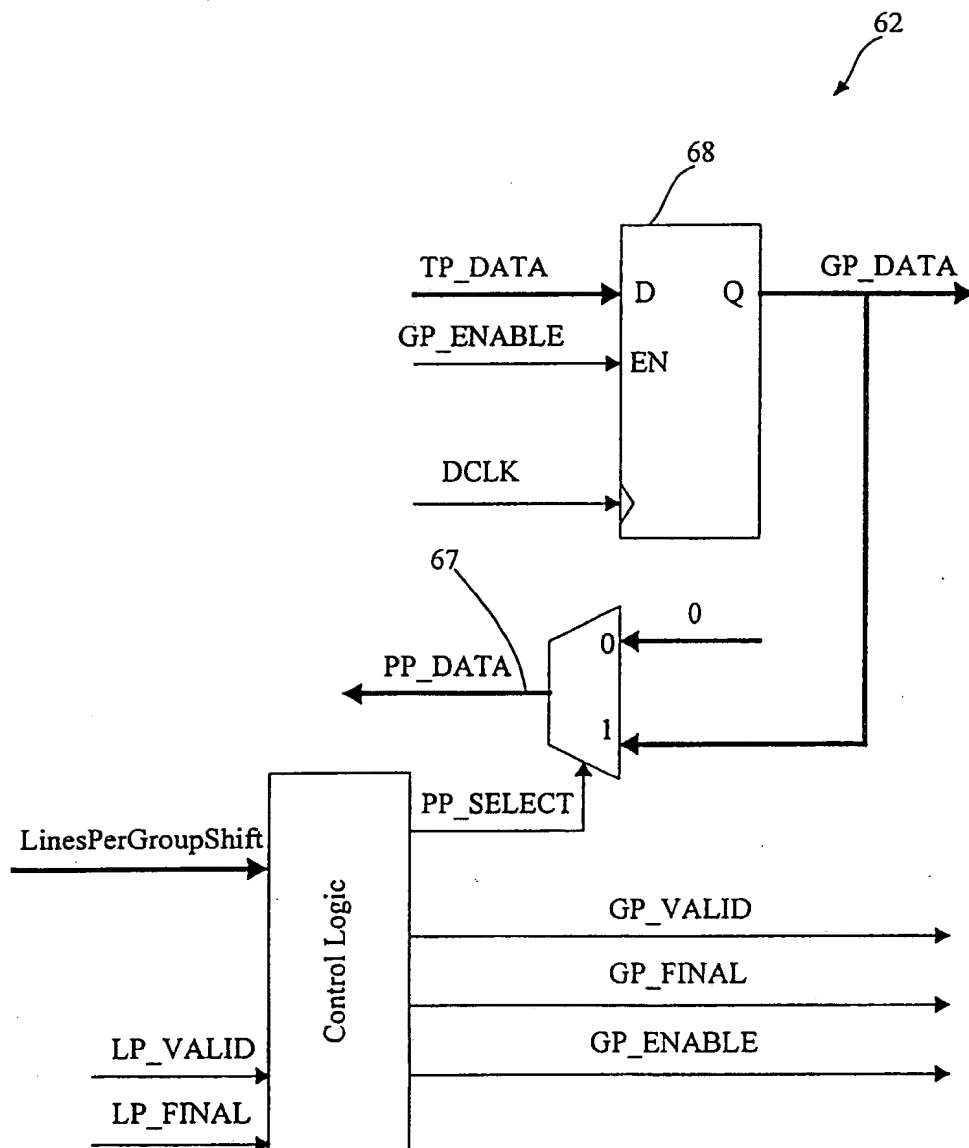 62
68
TP_DATA
GP_DATA
D
Q
GP_ENABLE
EN
DCLK
67
0
0
PP_DATA
1
PP_SELECT
LinesPerGroupShift
Control Logic
GP_VALID
GP_FINAL
LP_VALID
GP_ENABLE
LP_FINAL